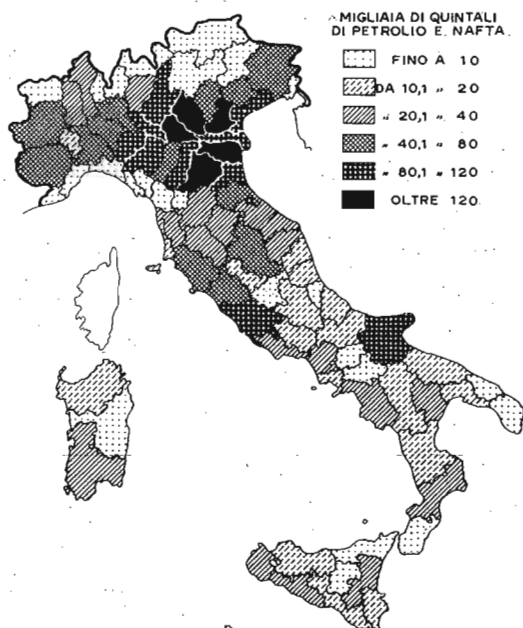 MIGLIAIA DI QUINTALI
DI PETROLIO E NAFTA
FINO A 10
DA 10,1 " 20
" 20,1 " 40
" 40,1 " 80
" 80,1 " 120
OLTRE 120